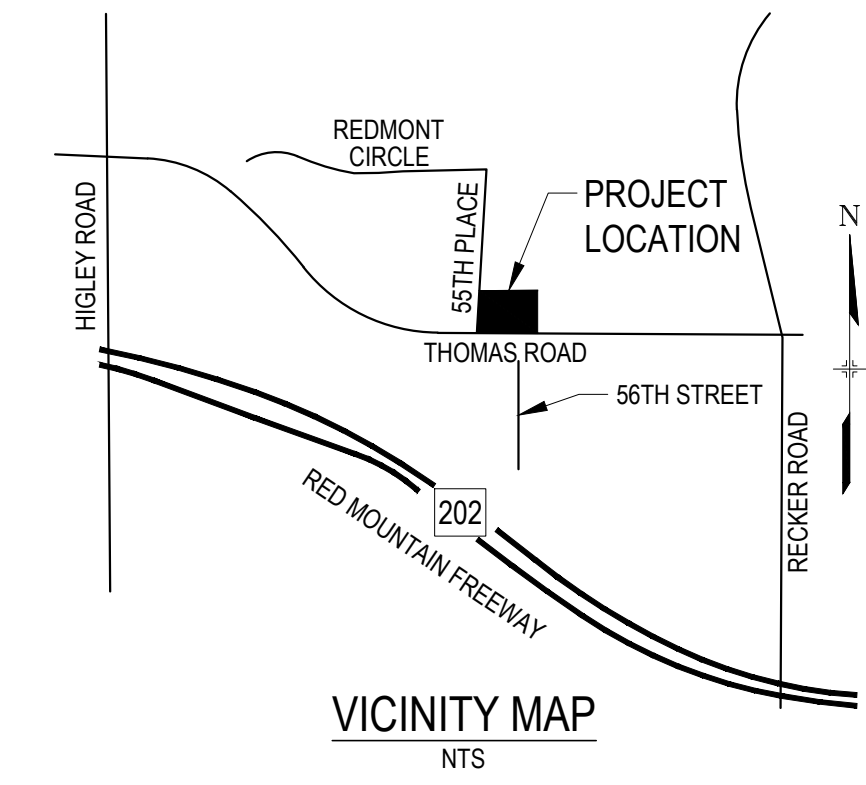 REDMONT
CIRCLE
HIGLEY ROAD
55TH PLACE
PROJECT
LOCATION
N
THOMAS ROAD
56TH STREET
RECKER ROAD
202
RED MOUNTAIN FREEWAY
VICINITY MAP
NTS